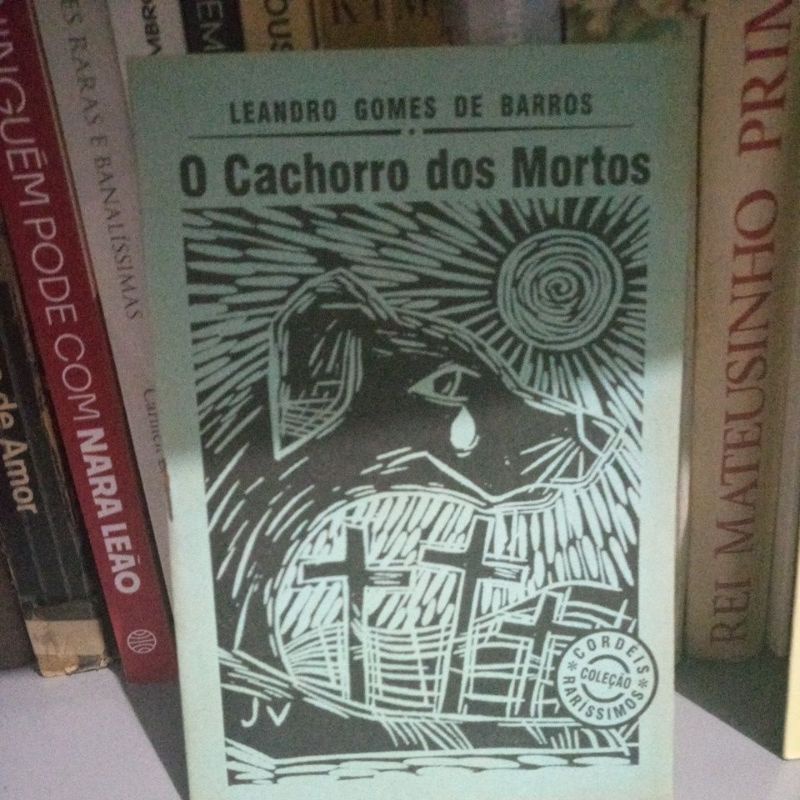 LEANDRO GOMES DE BARROS
O Cachorro dos Mortos
JV
CORDEIS
COLEÇÃO
RARÍSSIMOS
de Amor
NINGUÉM PODE COM NARA LEÃO
RARAS E BANALÍSSIMAS
REI MATEUSINHO PRIM